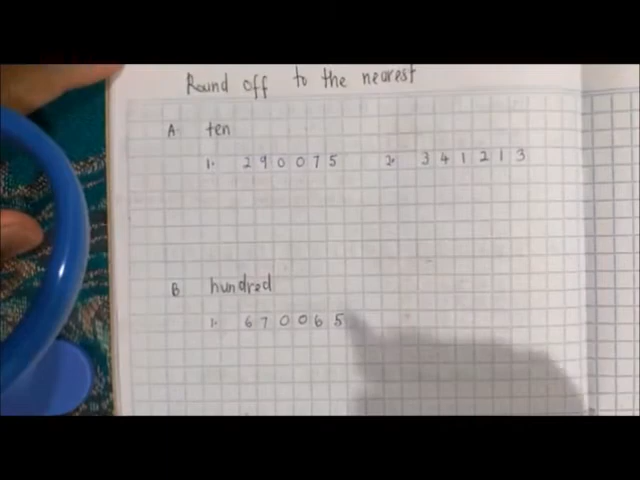 Round off to the nearest
A. ten
1. 290075 2. 341213
B hundred
1. 670065